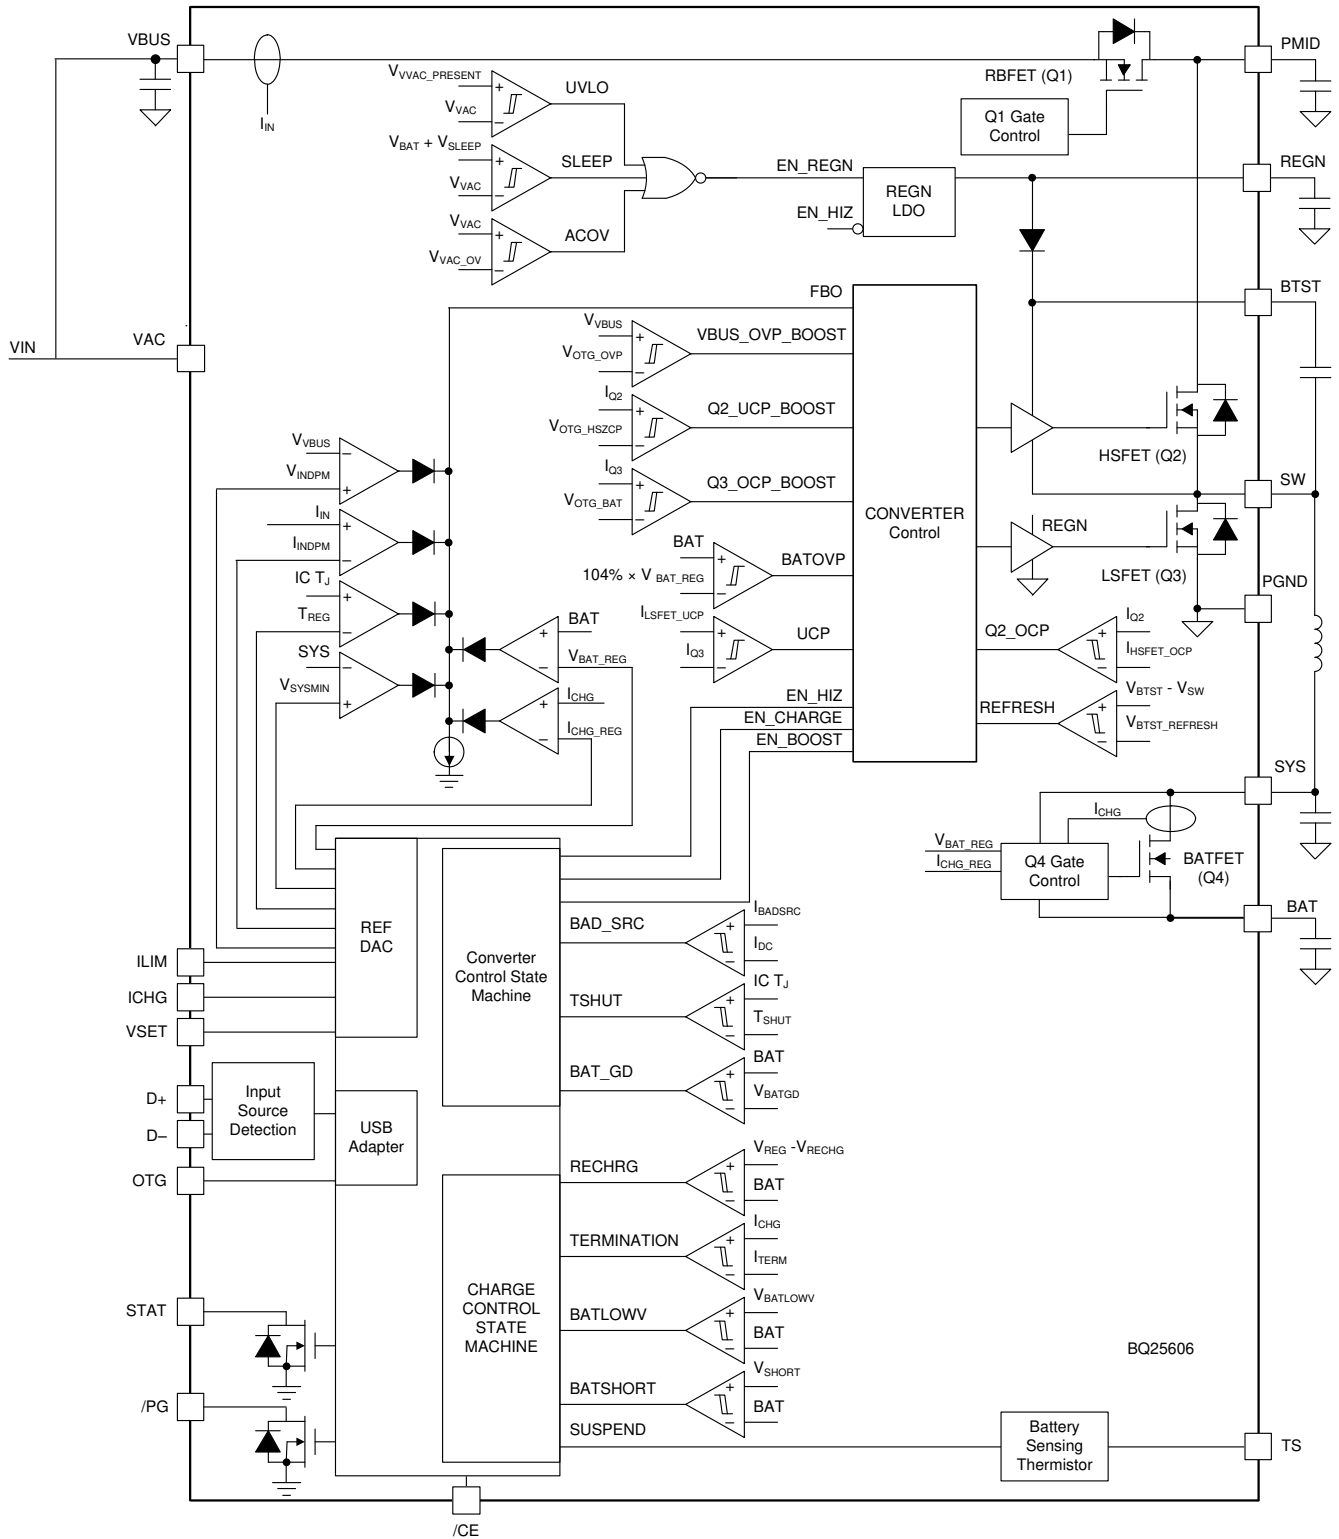 VBUS
PMID
RBFET (Q1)
VVVAC_PRESENT
UVLO
VVAC
IIN
Q1 Gate
Control
VBAT + VSLEEP
SLEEP
VVAC
EN_REGN
REGN
LDO
REGN
EN_HIZ
VVAC
ACOV
VVAC_OV
FBO
BTST
VIN
VAC
VVBUS
VBUS_OVP_BOOST
VOTG_OVP
IQ2
Q2_UCP_BOOST
VOTG_HSZCP
HSFET (Q2)
VVBUS
VINDPM
IQ3
Q3_OCP_BOOST
VOTG_BAT
SW
CONVERTER
Control
REGN
IIN
IINDPM
BAT
BATOVP
104% × V BAT_REG
LSFET (Q3)
PGND
IC TJ
TREG
ILSFET_UCP
UCP
IQ3
Q2_OCP
IQ2
IHSFET_OCP
BAT
VBAT_REG
SYS
VSYSMIN
ICHG
ICHG_REG
EN_HIZ
EN_CHARGE
EN_BOOST
REFRESH
VBTST - VSW
VBTST_REFRESH
SYS
ICHG
VBAT_REG
ICHG_REG
Q4 Gate
Control
BATFET
(Q4)
BAT
REF
DAC
Converter
Control State
Machine
BAD_SRC
IBADSRC
IDC
ILIM
ICHG
VSET
TSHUT
IC TJ
TSHUT
BAT_GD
BAT
VBATGD
D+
D–
Input
Source
Detection
USB
Adapter
OTG
RECHRG
VREG -VRECHG
BAT
TERMINATION
ICHG
ITERM
CHARGE
CONTROL
STATE
MACHINE
STAT
BATLOWV
VBATLOWV
BAT
BQ25606
BATSHORT
VSHORT
BAT
/PG
SUSPEND
Battery
Sensing
Thermistor
TS
/CE